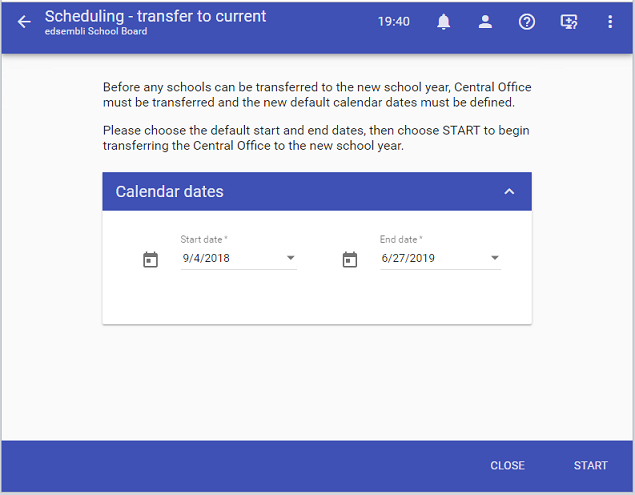 Scheduling - transfer to current
edsembli School Board
19:40
Before any schools can be transferred to the new school year, Central Office
must be transferred and the new default calendar dates must be defined.
Please choose the default start and end dates, then choose START to begin
transferring the Central Office to the new school year.
Calendar dates
Start date *
End date *
9/4/2018
6/27/2019
CLOSE
START